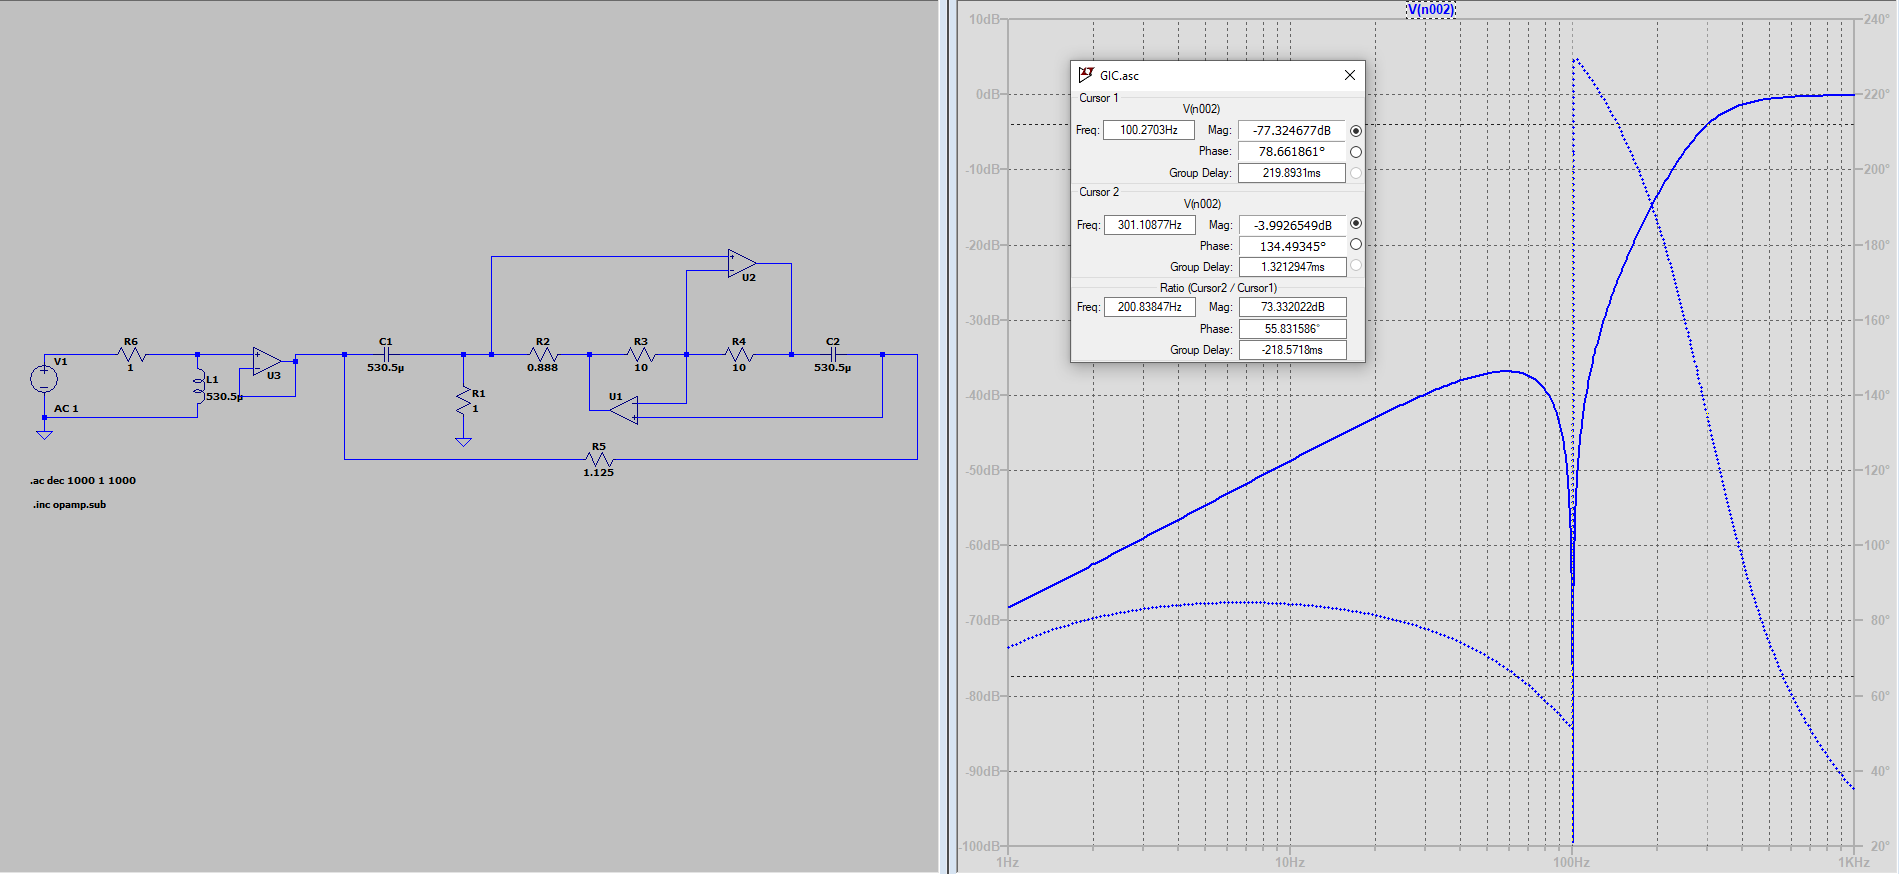 V1
AC 1
R6
1
L1
530.5µ
U3
C1
530.5µ
R1
1
R2
0.888
R3
10
R4
10
U2
C2
530.5µ
U1
R5
1.125
.ac dec 1000 1 1000
.inc opamp.sub
V(n002)
10dB
0dB
-10dB
-20dB
-30dB
-40dB
-50dB
-60dB
-70dB
-80dB
-90dB
-100dB
240°
220°
200°
180°
160°
140°
120°
100°
80°
60°
40°
20°
1Hz
10Hz
100Hz
1KHz
GIC.asc
Cursor 1
V(n002)
Freq: 100.2703Hz Mag: -77.324677dB
Phase: 78.661861°
Group Delay: 219.8931ms
Cursor 2
V(n002)
Freq: 301.10877Hz Mag: -3.9926549dB
Phase: 134.49345°
Group Delay: 1.3212947ms
Ratio (Cursor2 / Cursor1)
Freq: 200.83847Hz Mag: 73.332022dB
Phase: 55.831586°
Group Delay: -218.5718ms